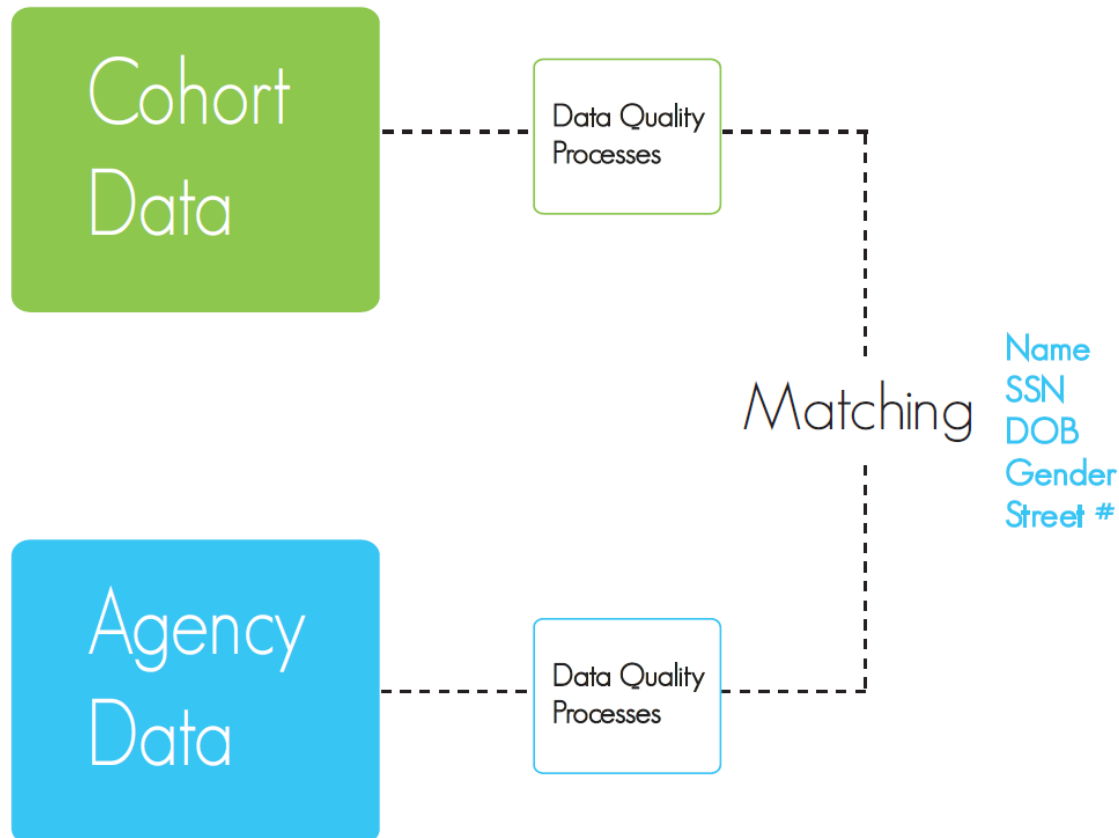 Cohort
Data
Data Quality
Processes
Matching
Name
SSN
DOB
Gender
Street #
Agency
Data
Data Quality
Processes